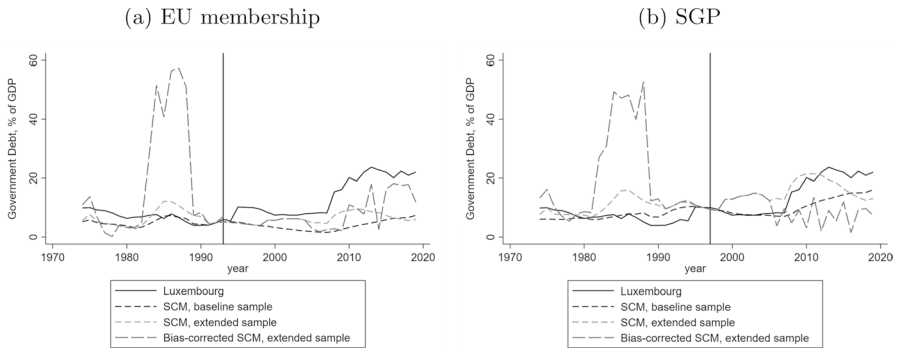 (a) EU membership
Government Debt, % of GDP
60
40
20
0
1970 1980 1990 2000 2010 2020
year
Luxembourg
SCM, baseline sample
SCM, extended sample
Bias-corrected SCM, extended sample
(b) SGP
Government Debt, % of GDP
60
40
20
0
1970 1980 1990 2000 2010 2020
year
Luxembourg
SCM, baseline sample
SCM, extended sample
Bias-corrected SCM, extended sample